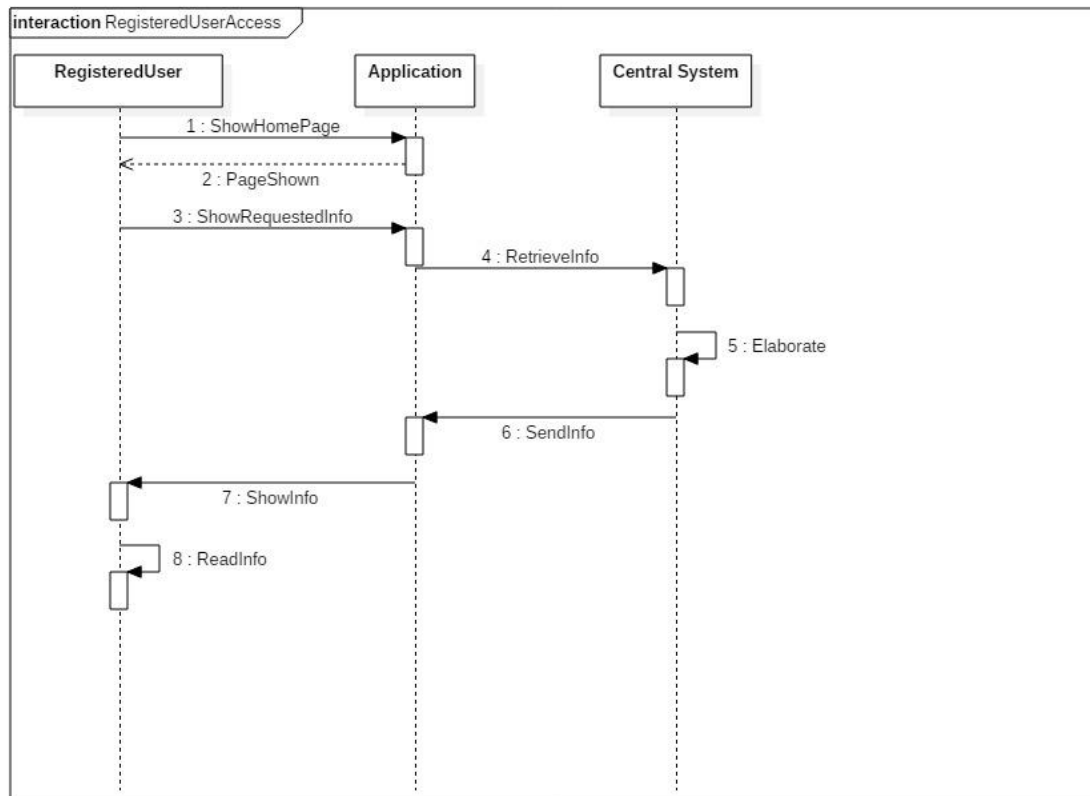 interaction RegisteredUserAccess
RegisteredUser
Application
Central System
1 : ShowHomePage
2 : PageShown
3 : ShowRequestedInfo
4 : RetrieveInfo
5 : Elaborate
6 : SendInfo
7 : ShowInfo
8 : ReadInfo